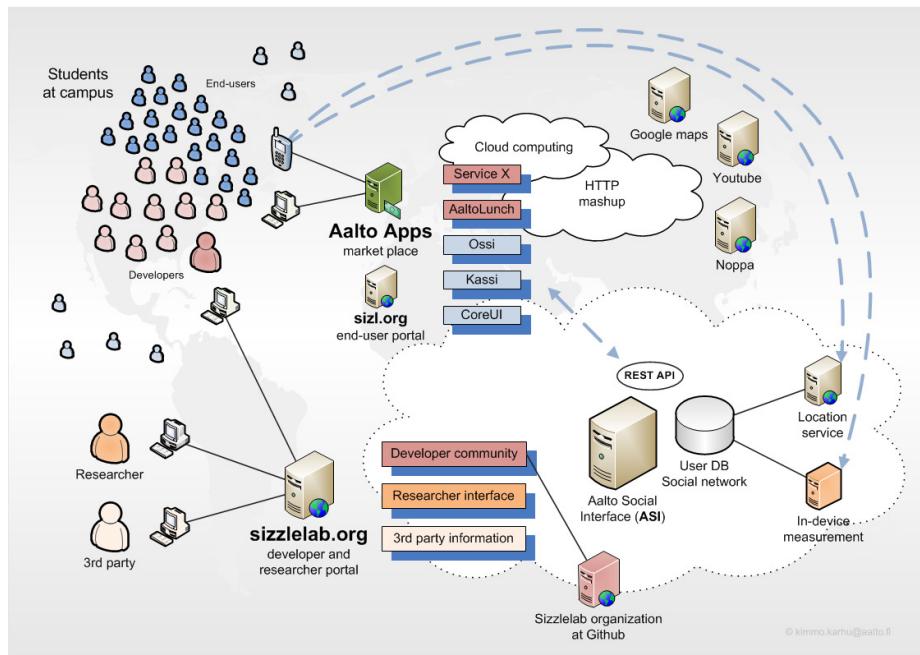 Students
at campus
End-users
Developers
Aalto Apps
market place
sizl.org
end-user portal
Cloud computing
HTTP
mashup
Service X
AaltoLunch
Ossi
Kassi
CoreUI
Google maps
Youtube
Noppa
REST API
Location
service
User DB
Social network
Aalto Social
Interface (ASI)
In-device
measurement
Researcher
3rd party
sizzlelab.org
developer and
researcher portal
Developer community
Researcher interface
3rd party information
Sizzlelab organization
at Github
© kimmo.karhu@aalto.fi